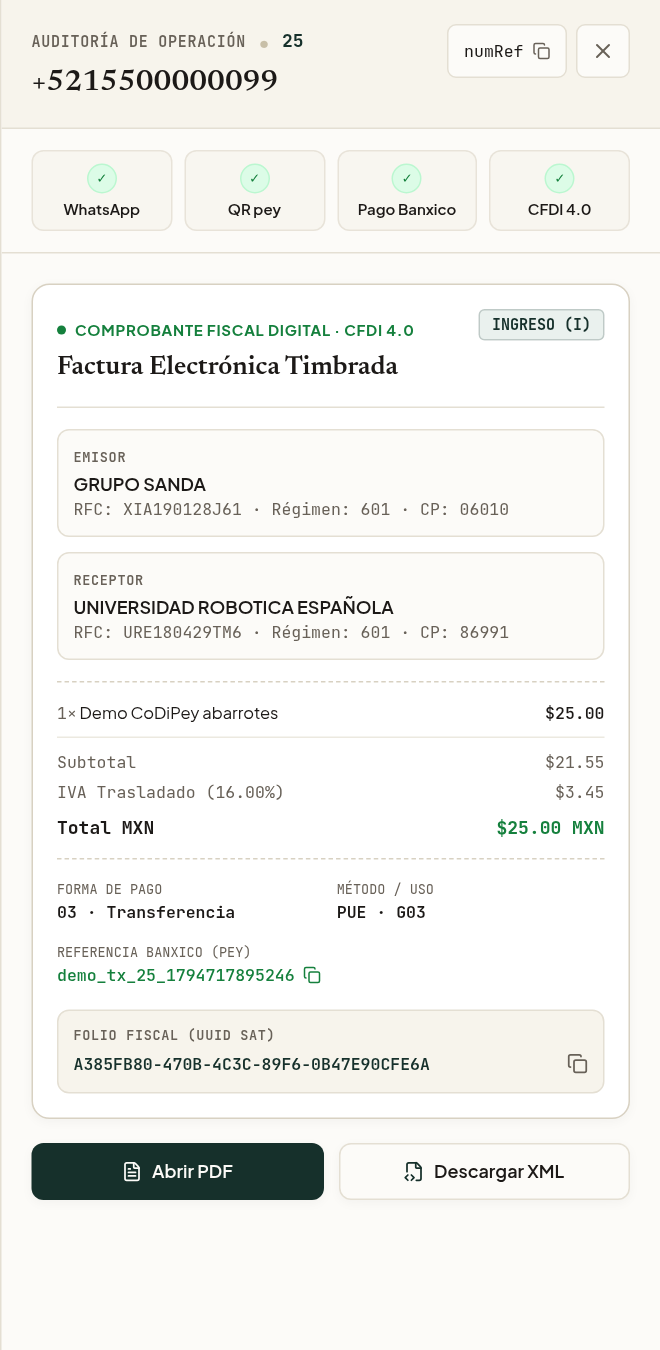 AUDITORÍA DE OPERACIÓN • 25
+5215500000099
numRef
✓ ✓ ✓ ✓
WhatsApp QR pey Pago Banxico CFDI 4.0
COMPROBANTE FISCAL DIGITAL · CFDI 4.0
INGRESO (I)
Factura Electrónica Timbrada
EMISOR
GRUPO SANDA
RFC: XIA190128J61 · Régimen: 601 · CP: 06010
RECEPTOR
UNIVERSIDAD ROBOTICA ESPAÑOLA
RFC: URE180429TM6 · Régimen: 601 · CP: 86991
1× Demo CoDiPey abarrotes $25.00
Subtotal $21.55
IVA Trasladado (16.00%) $3.45
Total MXN $25.00 MXN
FORMA DE PAGO MÉTODO / USO
03 · Transferencia PUE · G03
REFERENCIA BANXICO (PEY)
demo_tx_25_1794717895246
FOLIO FISCAL (UUID SAT)
A385FB80-470B-4C3C-89F6-0B47E90CFE6A
Abrir PDF Descargar XML